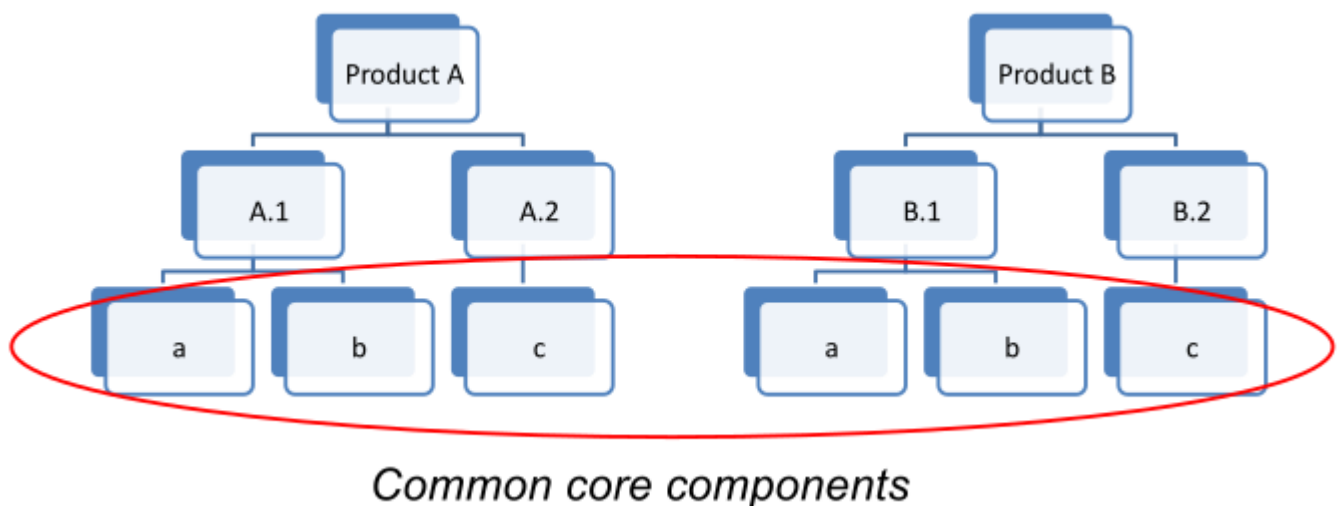 Product A
Product B
A.1
A.2
B.1
B.2
a
b
c
a
b
c
Common core components